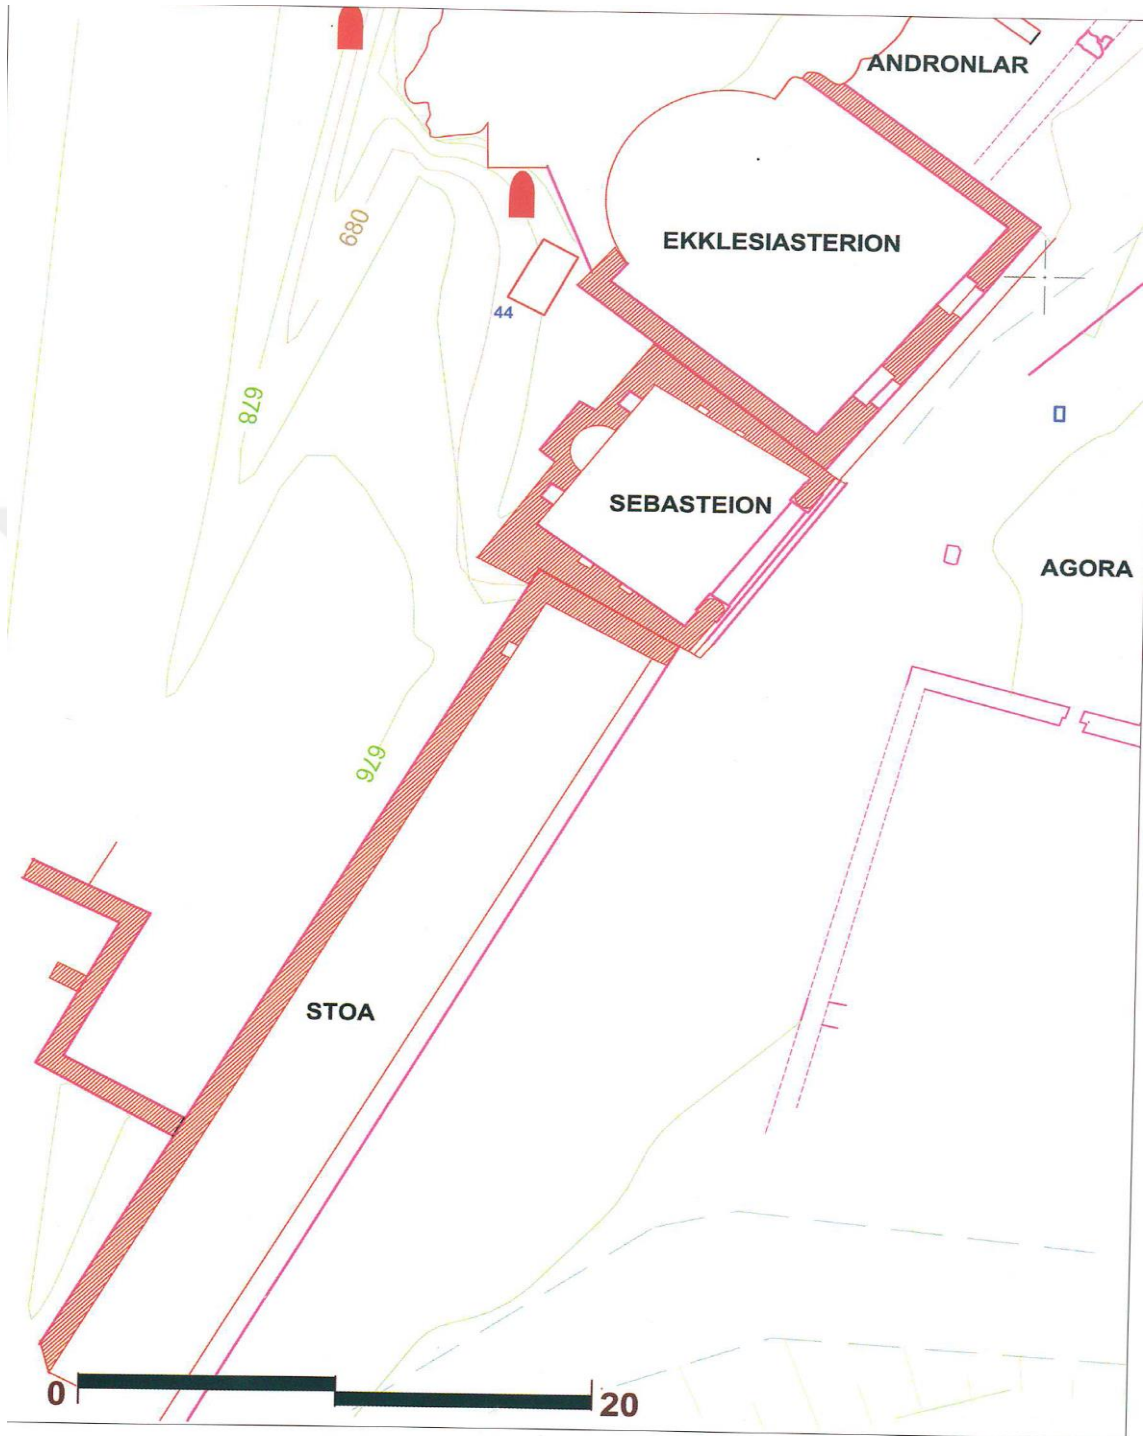 ANDRONLAR
680
EKKLESIASTERION
44
678
SEBASTEION
AGORA
676
STOA
0
20